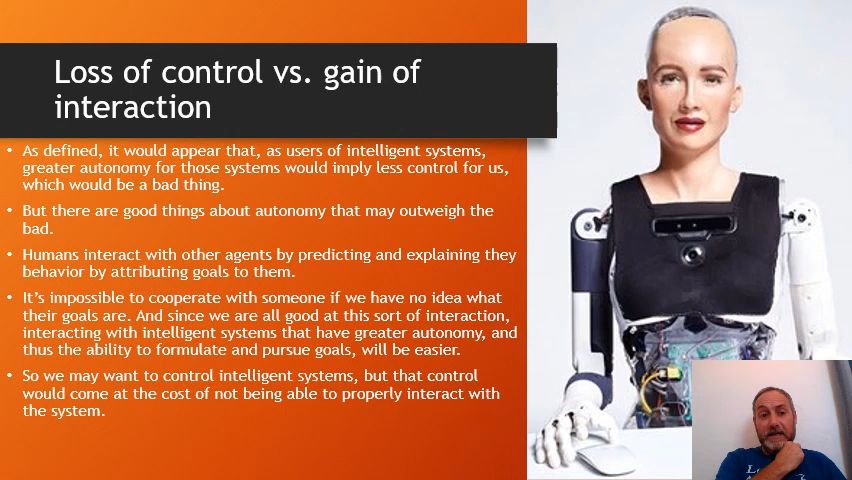 Loss of control vs. gain of
interaction
• As defined, it would appear that, as users of intelligent systems,
greater autonomy for those systems would imply less control for us,
which would be a bad thing.
• But there are good things about autonomy that may outweigh the
bad.
• Humans interact with other agents by predicting and explaining they
behavior by attributing goals to them.
• It's impossible to cooperate with someone if we have no idea what
their goals are. And since we are all good at this sort of interaction,
interacting with intelligent systems that have greater autonomy, and
thus the ability to formulate and pursue goals, will be easier.
• So we may want to control intelligent systems, but that control
would come at the cost of not being able to properly interact with
the system.